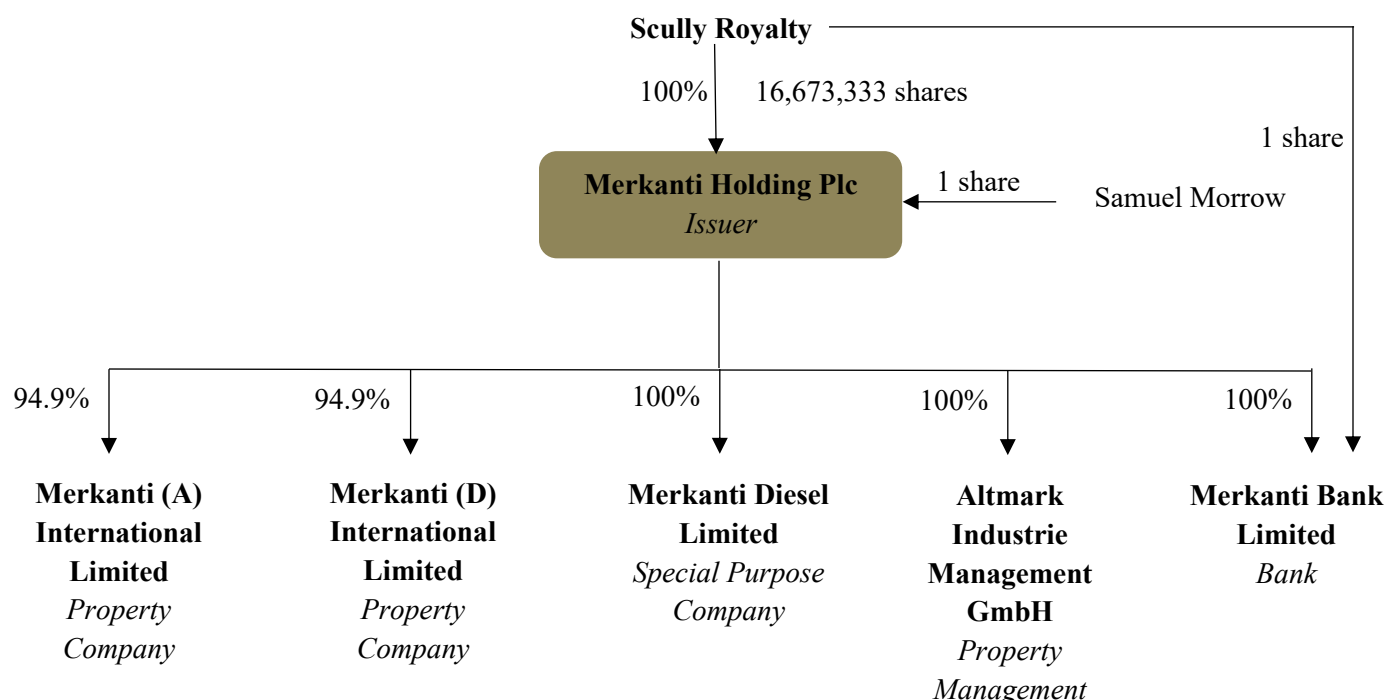 Scully Royalty
100%
16,673,333 shares
1 share
Merkanti Holding Plc
Issuer
1 share
Samuel Morrow
94.9%
94.9%
100%
100%
100%
Merkanti (A)
International
Limited
Property
Company
Merkanti (D)
International
Limited
Property
Company
Merkanti Diesel
Limited
Special Purpose
Company
Altmark
Industrie
Management
GmbH
Property
Management
Merkanti Bank
Limited
Bank